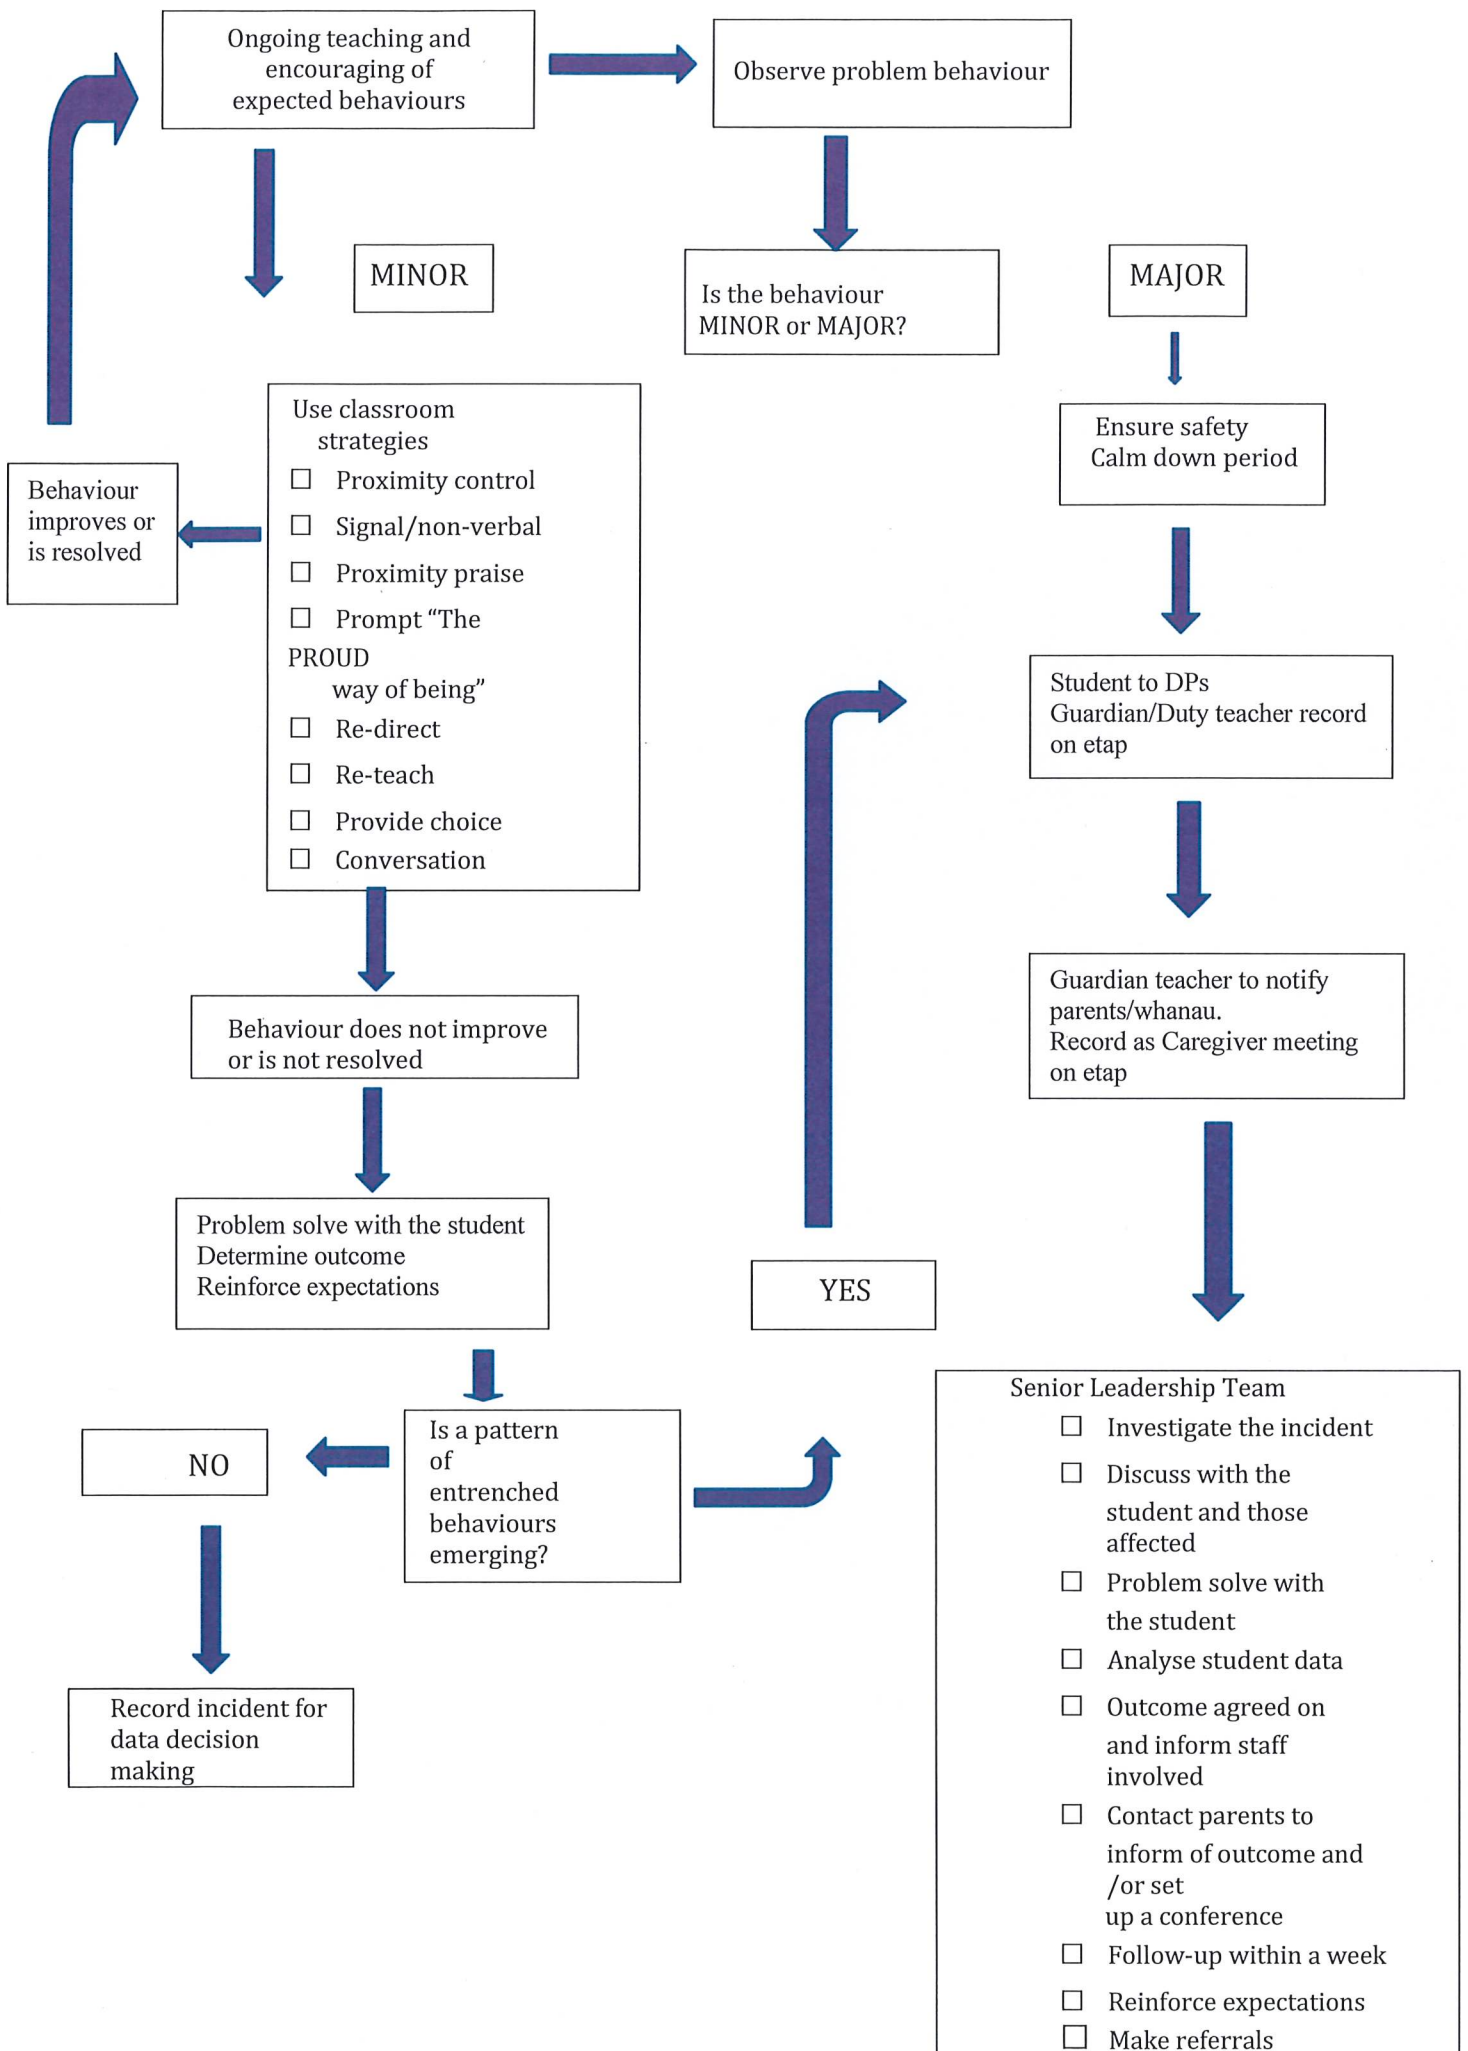 Ongoing teaching and
encouraging of
expected behaviours
Observe problem behaviour
MINOR
Is the behaviour
MINOR or MAJOR?
MAJOR
Use classroom
strategies
☐ Proximity control
☐ Signal/non-verbal
☐ Proximity praise
☐ Prompt “The
PROUD
way of being”
☐ Re-direct
☐ Re-teach
☐ Provide choice
☐ Conversation
Behaviour
improves or
is resolved
Ensure safety
Calm down period
Student to DPs
Guardian/Duty teacher record
on etap
Guardian teacher to notify
parents/whanau.
Record as Caregiver meeting
on etap
Behaviour does not improve
or is not resolved
Problem solve with the student
Determine outcome
Reinforce expectations
YES
NO
Is a pattern
of
entrenched
behaviours
emerging?
Record incident for
data decision
making
Senior Leadership Team
☐ Investigate the incident
☐ Discuss with the
student and those
affected
☐ Problem solve with
the student
☐ Analyse student data
☐ Outcome agreed on
and inform staff
involved
☐ Contact parents to
inform of outcome and
/or set
up a conference
☐ Follow-up within a week
☐ Reinforce expectations
☐ Make referrals